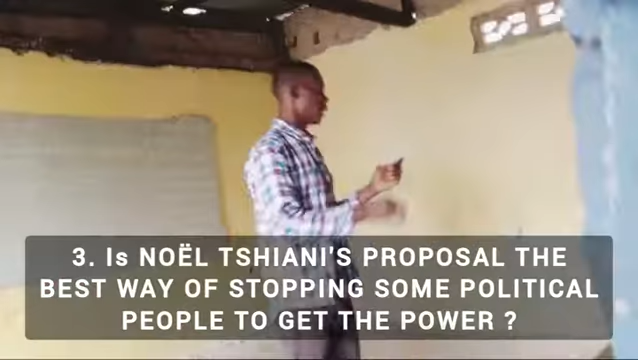 3. Is NOËL TSHIANI'S PROPOSAL THE
BEST WAY OF STOPPING SOME POLITICAL
PEOPLE TO GET THE POWER ?